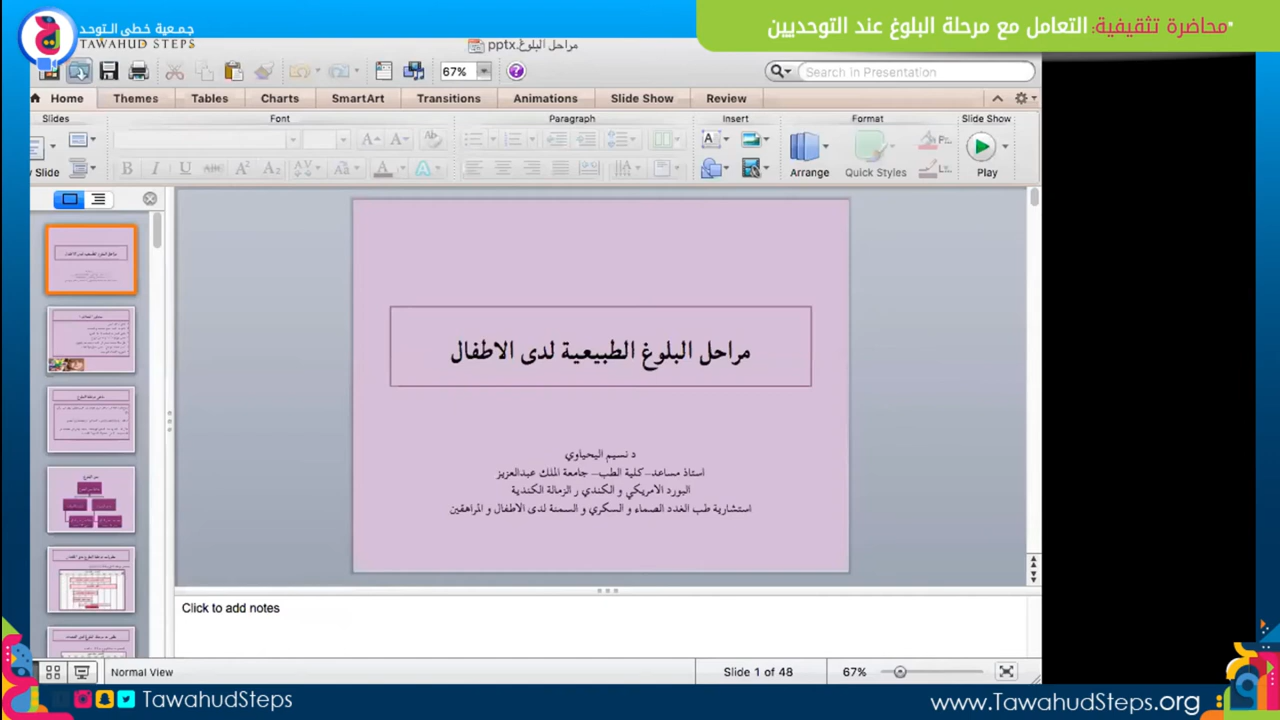 جمعية خطى التوحد
TAWAHUD STEPS
•محاضرة تثقيفية: التعامل مع مرحلة البلوغ عند التوحديين
مراحل البلوغ.pptx
67%
Search in Presentation
Home Themes Tables Charts SmartArt Transitions Animations Slide Show Review
Slides Font Paragraph Insert Format Slide Show
Arrange Quick Styles Play
مراحل البلوغ الطبيعية لدى الاطفال
د نسيم اليحياوي
استاذ مساعد– كلية الطب– جامعة الملك عبدالعزيز
البورد الامريكي و الكندي ر الزمالة الكندية
استشارية طب الغدد الصماء و السكري و السمنة لدى الاطفال و المراهقين
Click to add notes
Normal View
Slide 1 of 48
67%
TawahudSteps
www.TawahudSteps.org